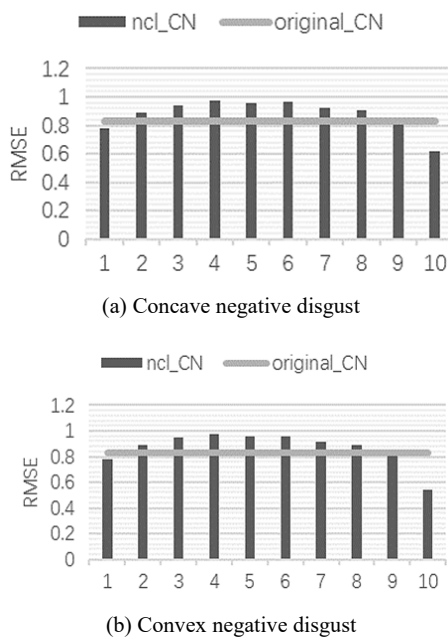 ncl_CN original_CN
1.2
1
0.8
0.6
0.4
0.2
0
RMSE
1 2 3 4 5 6 7 8 9 10
(a) Concave negative disgust
ncl_CN original_CN
1.2
1
0.8
0.6
0.4
0.2
0
RMSE
1 2 3 4 5 6 7 8 9 10
(b) Convex negative disgust